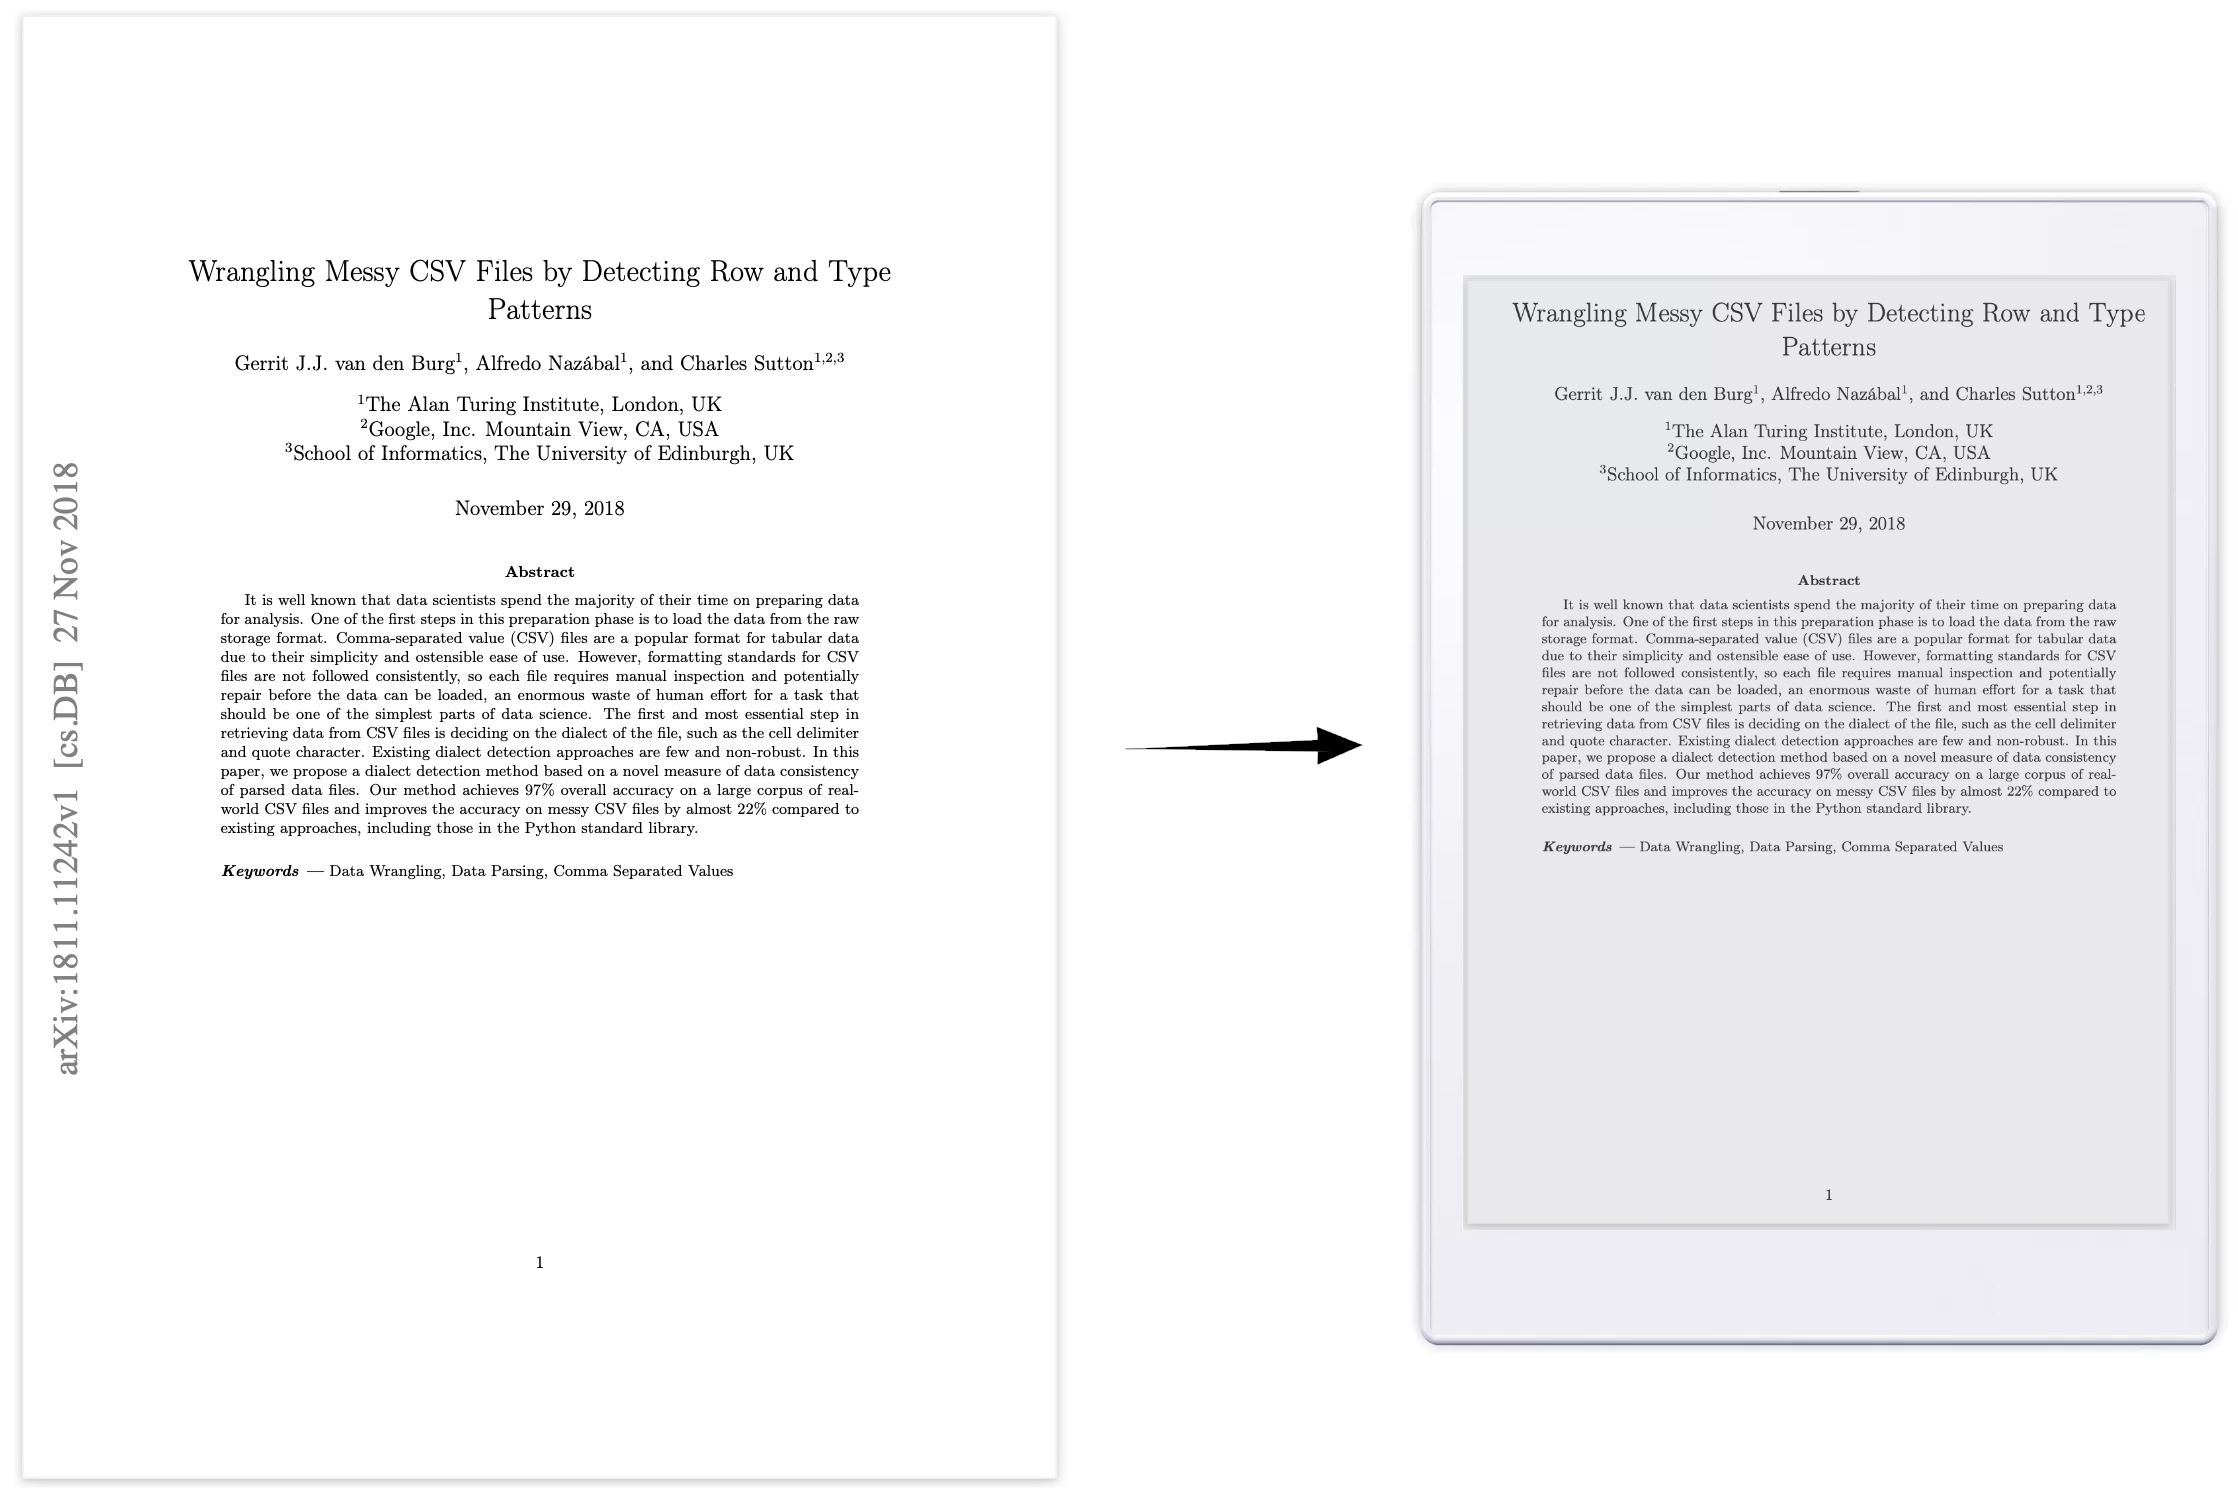 arXiv:1811.11242v1 [cs.DB] 27 Nov 2018
Wrangling Messy CSV Files by Detecting Row and Type
Patterns
Gerrit J.J. van den Burg¹, Alfredo Nazábal¹, and Charles Sutton¹,²,³
¹The Alan Turing Institute, London, UK
²Google, Inc. Mountain View, CA, USA
³School of Informatics, The University of Edinburgh, UK
November 29, 2018
Abstract
It is well known that data scientists spend the majority of their time on preparing data
for analysis. One of the first steps in this preparation phase is to load the data from the raw
storage format. Comma-separated value (CSV) files are a popular format for tabular data
due to their simplicity and ostensible ease of use. However, formatting standards for CSV
files are not followed consistently, so each file requires manual inspection and potentially
repair before the data can be loaded, an enormous waste of human effort for a task that
should be one of the simplest parts of data science. The first and most essential step in
retrieving data from CSV files is deciding on the dialect of the file, such as the cell delimiter
and quote character. Existing dialect detection approaches are few and non-robust. In this
paper, we propose a dialect detection method based on a novel measure of data consistency
of parsed data files. Our method achieves 97% overall accuracy on a large corpus of real-
world CSV files and improves the accuracy on messy CSV files by almost 22% compared to
existing approaches, including those in the Python standard library.
Keywords — Data Wrangling, Data Parsing, Comma Separated Values
1
Wrangling Messy CSV Files by Detecting Row and Type
Patterns
Gerrit J.J. van den Burg¹, Alfredo Nazábal¹, and Charles Sutton¹,²,³
¹The Alan Turing Institute, London, UK
²Google, Inc. Mountain View, CA, USA
³School of Informatics, The University of Edinburgh, UK
November 29, 2018
Abstract
It is well known that data scientists spend the majority of their time on preparing data
for analysis. One of the first steps in this preparation phase is to load the data from the raw
storage format. Comma-separated value (CSV) files are a popular format for tabular data
due to their simplicity and ostensible ease of use. However, formatting standards for CSV
files are not followed consistently, so each file requires manual inspection and potentially
repair before the data can be loaded, an enormous waste of human effort for a task that
should be one of the simplest parts of data science. The first and most essential step in
retrieving data from CSV files is deciding on the dialect of the file, such as the cell delimiter
and quote character. Existing dialect detection approaches are few and non-robust. In this
paper, we propose a dialect detection method based on a novel measure of data consistency
of parsed data files. Our method achieves 97% overall accuracy on a large corpus of real-
world CSV files and improves the accuracy on messy CSV files by almost 22% compared to
existing approaches, including those in the Python standard library.
Keywords — Data Wrangling, Data Parsing, Comma Separated Values
1